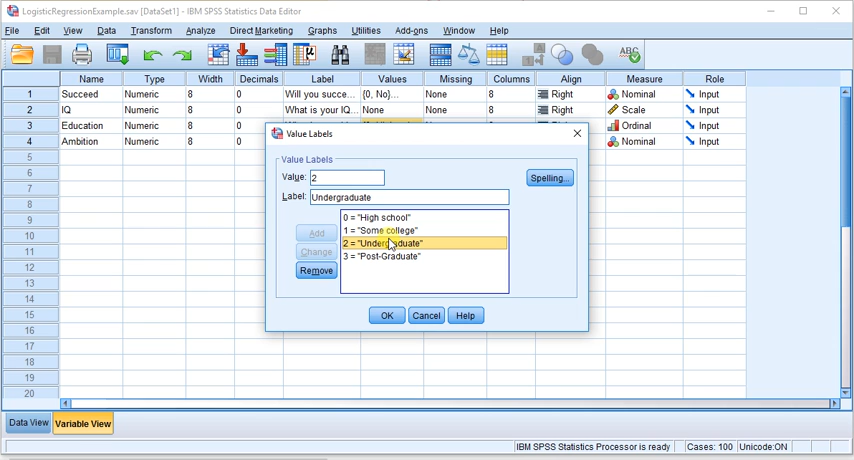 LogisticRegressionExample.sav [DataSet1] - IBM SPSS Statistics Data Editor
File Edit View Data Transform Analyze Direct Marketing Graphs Utilities Add-ons Window Help
Name Type Width Decimals Label Values Missing Columns Align Measure Role
1 Succeed Numeric 8 0 Will you succe... {0, No}... None 8 Right Nominal Input
2 IQ Numeric 8 0 What is your IQ... None None 8 Right Scale Input
3 Education Numeric 8 0 Ordinal Input
4 Ambition Numeric 8 0 Nominal Input
5
6
7
8
9
10
11
12
13
14
15
16
17
18
19
20
Value Labels
Value Labels
Value: 2
Spelling...
Label: Undergraduate
Add
Change
Remove
0 = "High school"
1 = "Some college"
2 = "Undergraduate"
3 = "Post-Graduate"
OK Cancel Help
Data View Variable View
IBM SPSS Statistics Processor is ready Cases: 100 Unicode:ON